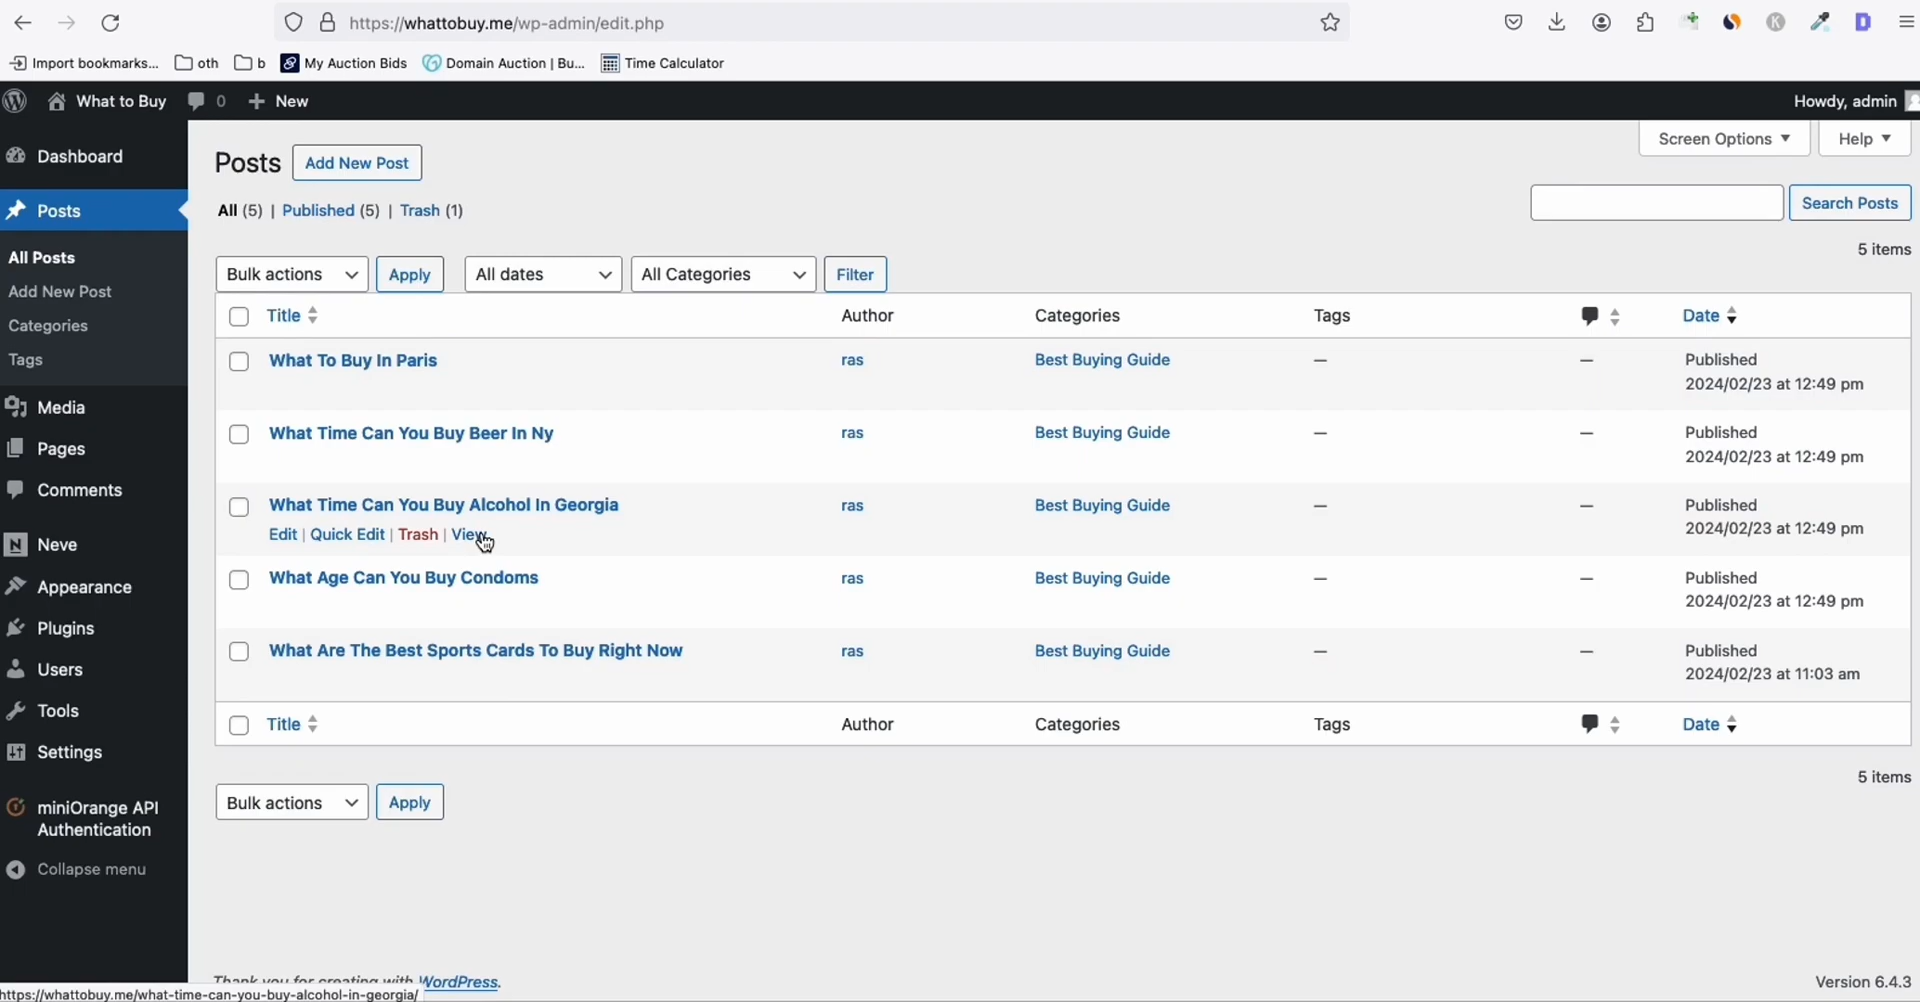 https://whattobuy.me/wp-admin/edit.php
Import bookmarks...
oth
b
My Auction Bids
Domain Auction | Bu...
Time Calculator
What to Buy
0
New
Howdy, admin
Dashboard
Posts
All Posts
Add New Post
Categories
Tags
Media
Pages
Comments
Neve
Appearance
Plugins
Users
Tools
Settings
miniOrange API
Authentication
Collapse menu
Screen Options
Help
Posts
Add New Post
All (5) | Published (5) | Trash (1)
Search Posts
5 items
Bulk actions
Apply
All dates
All Categories
Filter
Title
Author
Categories
Tags
Date
What To Buy In Paris
ras
Best Buying Guide
—
—
Published
2024/02/23 at 12:49 pm
What Time Can You Buy Beer In Ny
ras
Best Buying Guide
—
—
Published
2024/02/23 at 12:49 pm
What Time Can You Buy Alcohol In Georgia
ras
Best Buying Guide
—
—
Published
2024/02/23 at 12:49 pm
Edit | Quick Edit | Trash | View
What Age Can You Buy Condoms
ras
Best Buying Guide
—
—
Published
2024/02/23 at 12:49 pm
What Are The Best Sports Cards To Buy Right Now
ras
Best Buying Guide
—
—
Published
2024/02/23 at 11:03 am
Title
Author
Categories
Tags
Date
5 items
Bulk actions
Apply
Thank you for creating with WordPress.
Version 6.4.3
https://whattobuy.me/what-time-can-you-buy-alcohol-in-georgia/